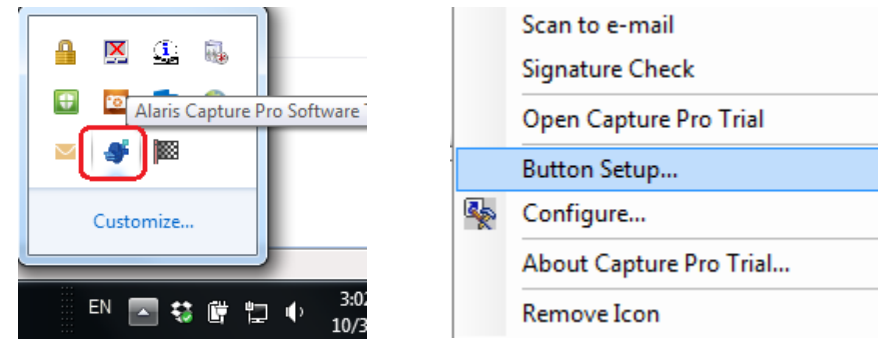 Alaris Capture Pro Software
Customize...
EN
3:02
10/3
Scan to e-mail
Signature Check
Open Capture Pro Trial
Button Setup...
Configure...
About Capture Pro Trial...
Remove Icon